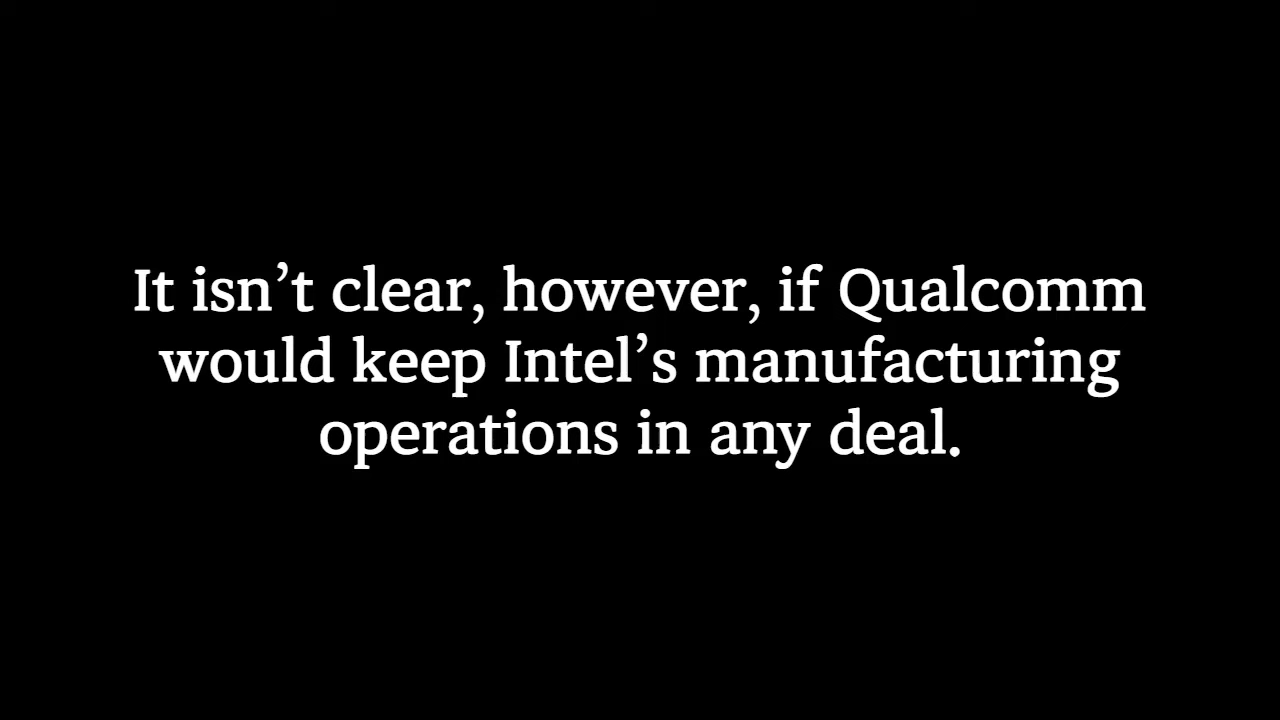 It isn’t clear, however, if Qualcomm
would keep Intel’s manufacturing
operations in any deal.